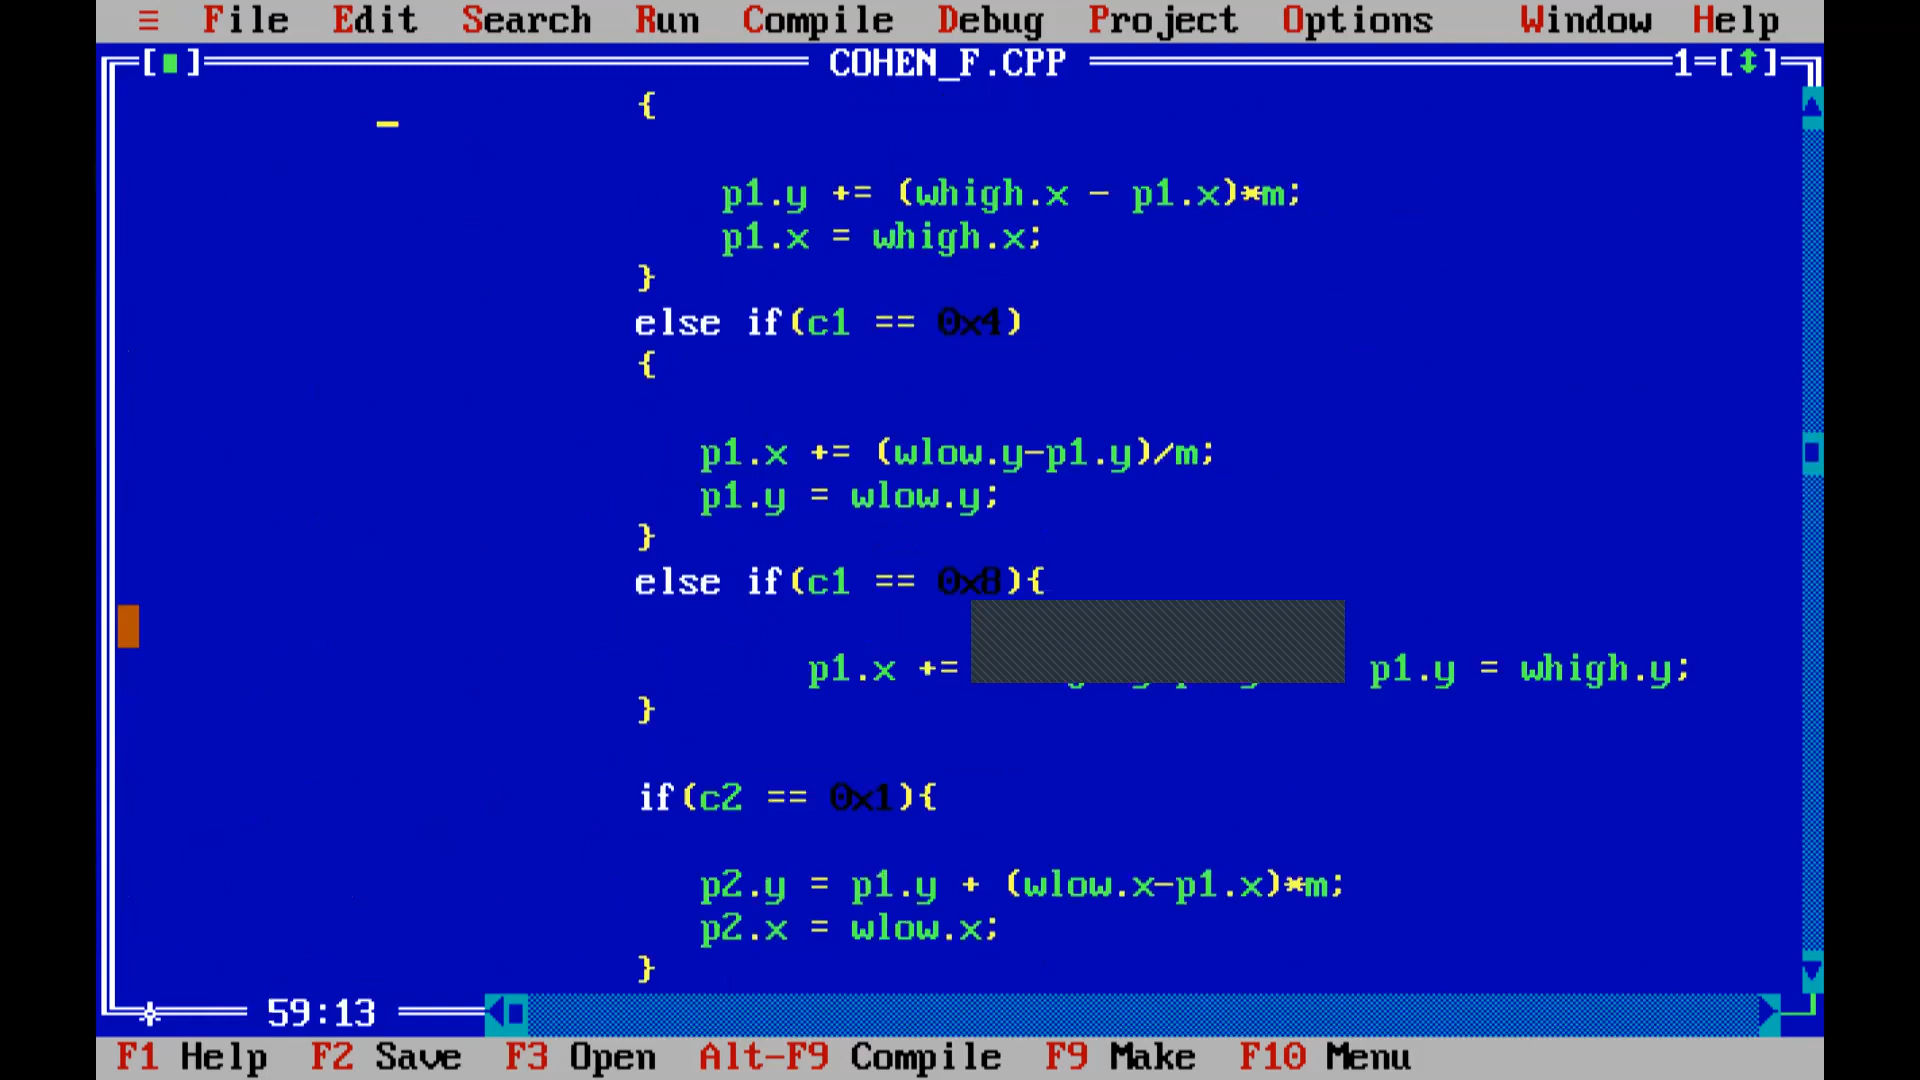 ≡ File Edit Search Run Compile Debug Project Options Window Help
[■] COHEN_F.CPP 1=[↕]
{
p1.y += (whigh.x - p1.x)*m;
p1.x = whigh.x;
}
else if(c1 == 0x4)
{
p1.x += (wlow.y-p1.y)/m;
p1.y = wlow.y;
}
else if(c1 == 0x8){
p1.x += p1.y = whigh.y;
}
if(c2 == 0x1){
p2.y = p1.y + (wlow.x-p1.x)*m;
p2.x = wlow.x;
}
59:13
F1 Help F2 Save F3 Open Alt-F9 Compile F9 Make F10 Menu